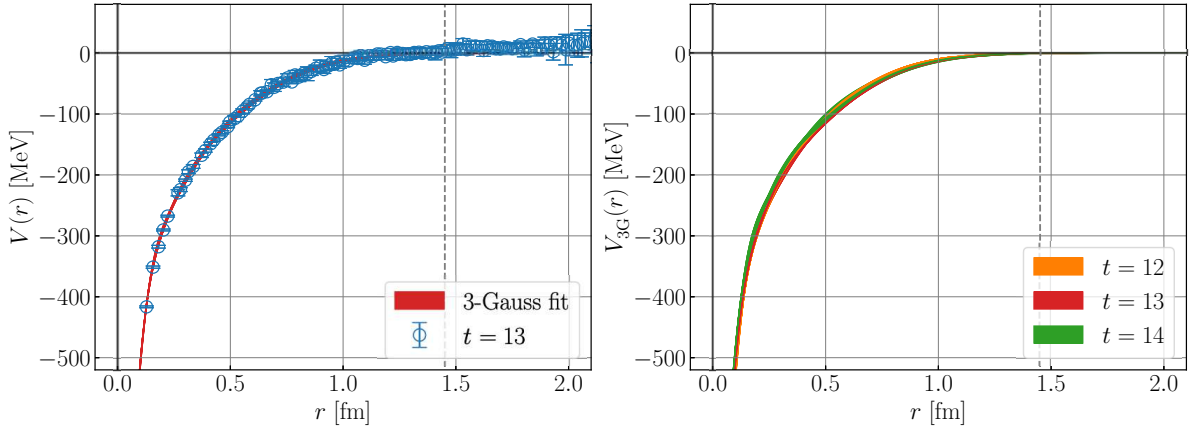 0
−100
−200
−300
−400
−500
V(r) [MeV]
0.0 0.5 1.0 1.5 2.0
r [fm]
3-Gauss fit
t = 13
0
−100
−200
−300
−400
−500
V₃G(r) [MeV]
0.0 0.5 1.0 1.5 2.0
r [fm]
t = 12
t = 13
t = 14